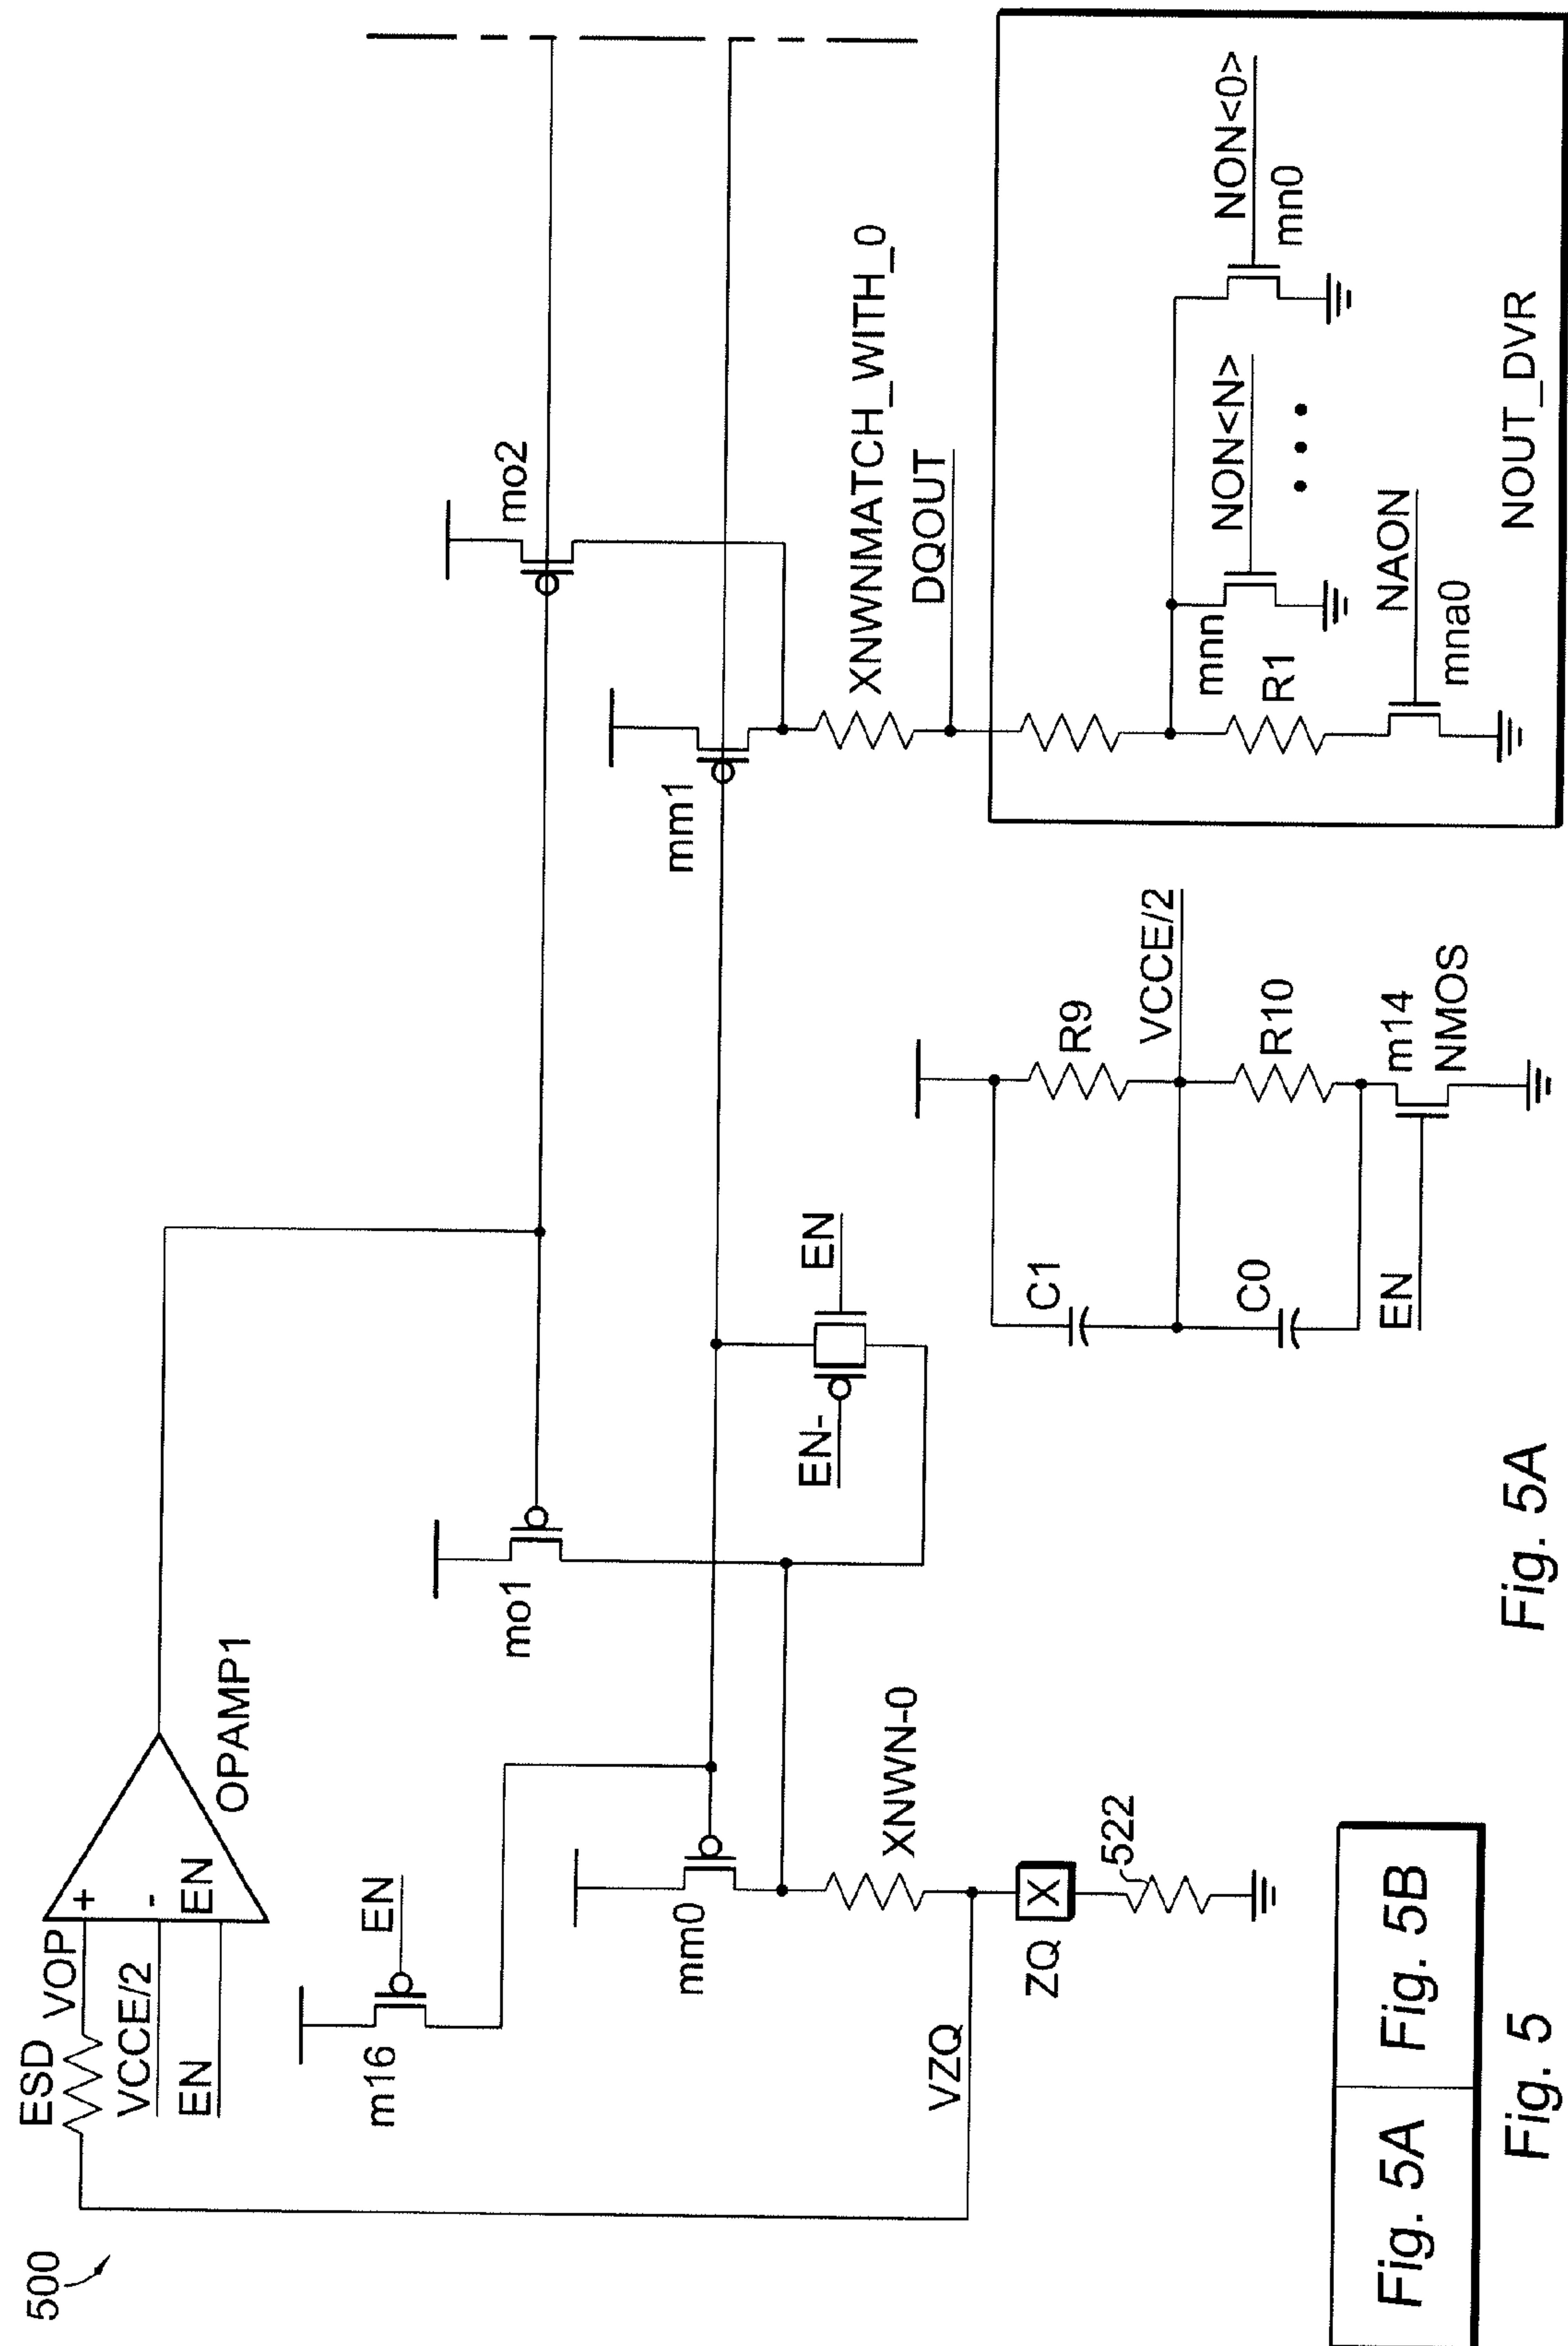 500
ESD
VOP
VCCE/2
EN
+
-
EN
OPAMP1
m16
EN
mo1
mo2
mm0
mm1
XNWN-0
VZQ
ZQ
X
522
EN-
EN
XNWNMATCH_WITH_0
DQOUT
C1
R9
VCCE/2
C0
R10
EN
m14
NMOS
mnn
NON<N>
NON<0>
mn0
R1
NAON
mna0
NOUT_DVR
Fig. 5A
Fig. 5A
Fig. 5B
Fig. 5